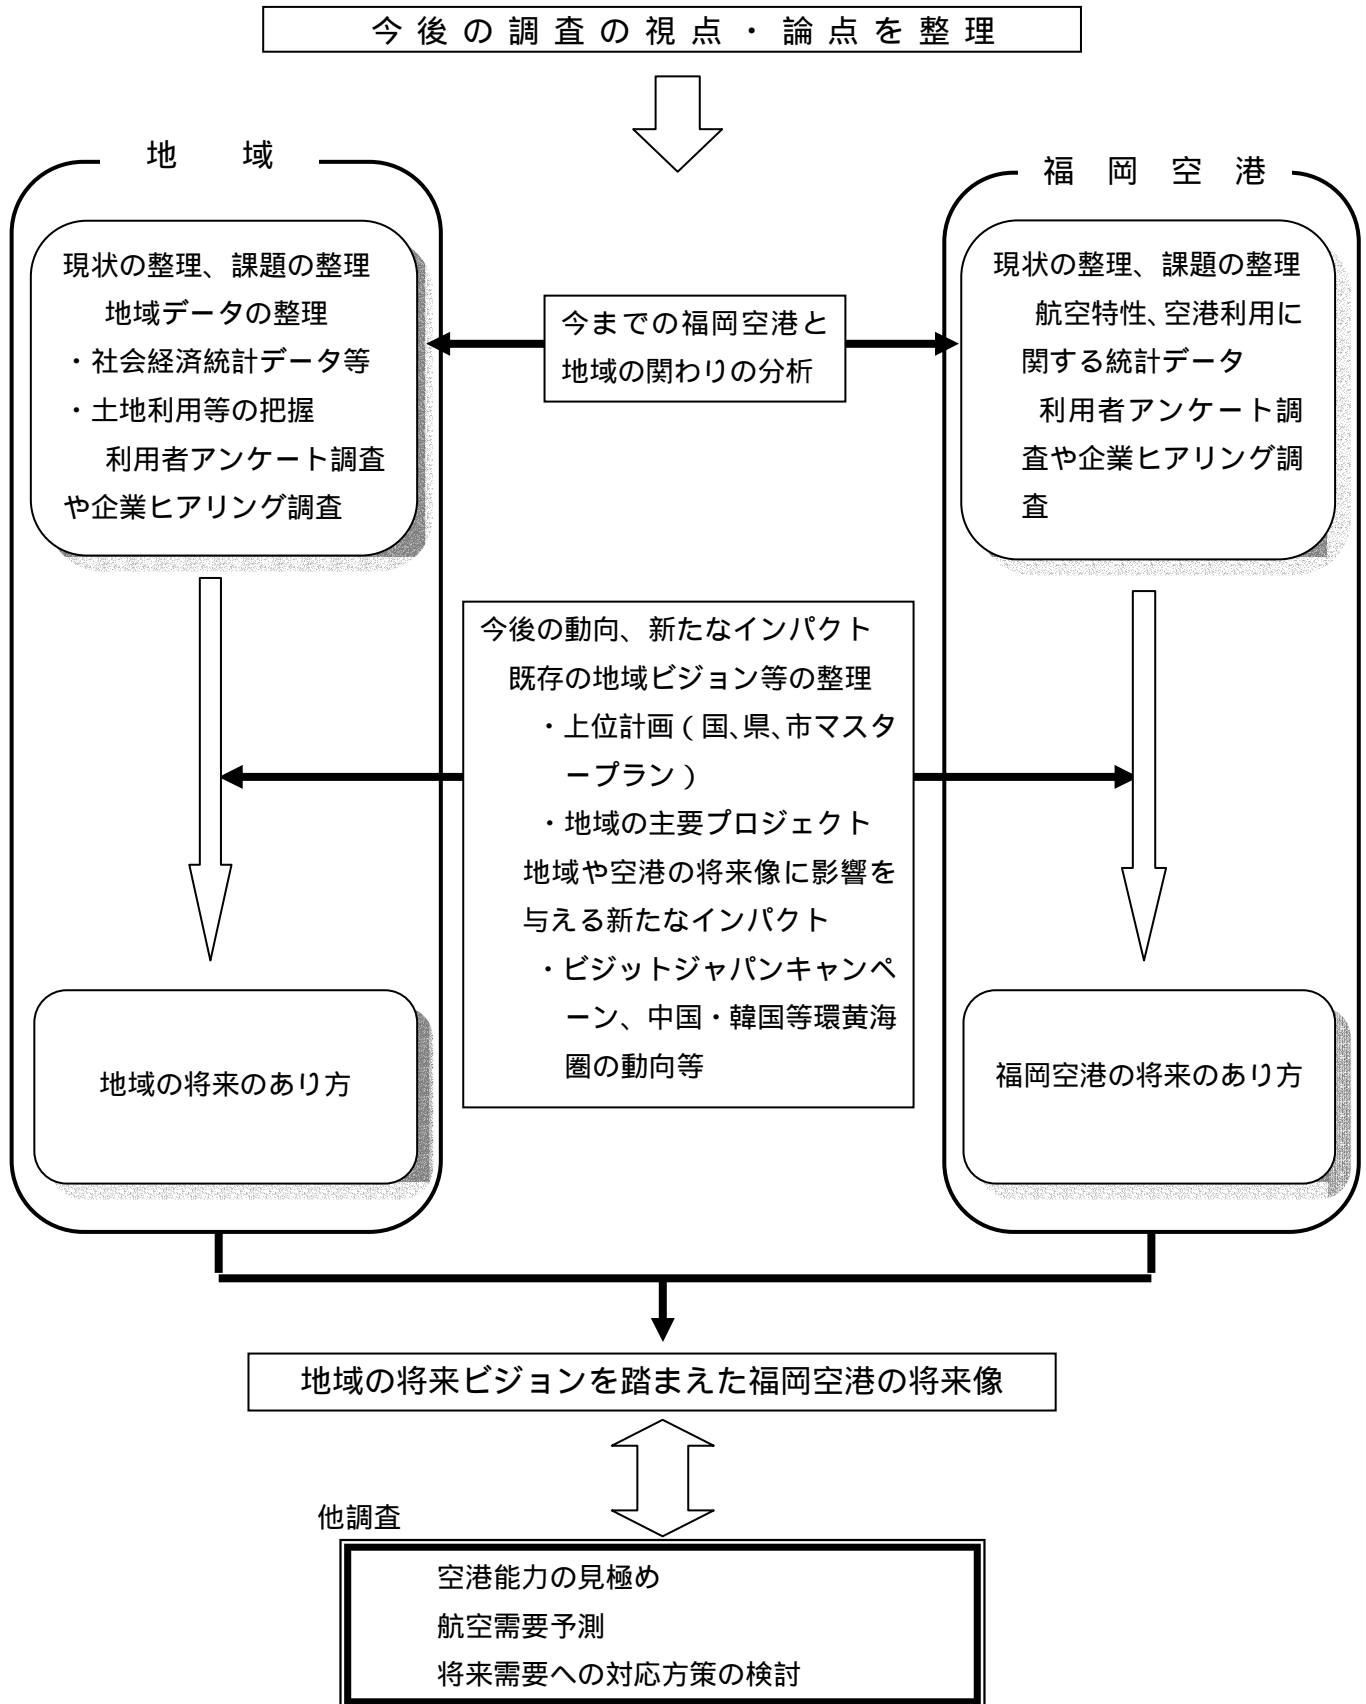 今後の調査の視点・論点を整理
地域
現状の整理、課題の整理
地域データの整理
・社会経済統計データ等
・土地利用等の把握
利用者アンケート調査
や企業ヒアリング調査
今までの福岡空港と
地域の関わりの分析
福岡空港
現状の整理、課題の整理
航空特性、空港利用に
関する統計データ
利用者アンケート調
査や企業ヒアリング調
査
今後の動向、新たなインパクト
既存の地域ビジョン等の整理
・上位計画（国、県、市マスタ
ープラン）
・地域の主要プロジェクト
地域や空港の将来像に影響を
与える新たなインパクト
・ビジットジャパンキャンペ
ーン、中国・韓国等環黄海
圏の動向等
地域の将来のあり方
福岡空港の将来のあり方
地域の将来ビジョンを踏まえた福岡空港の将来像
他調査
空港能力の見極め
航空需要予測
将来需要への対応方策の検討